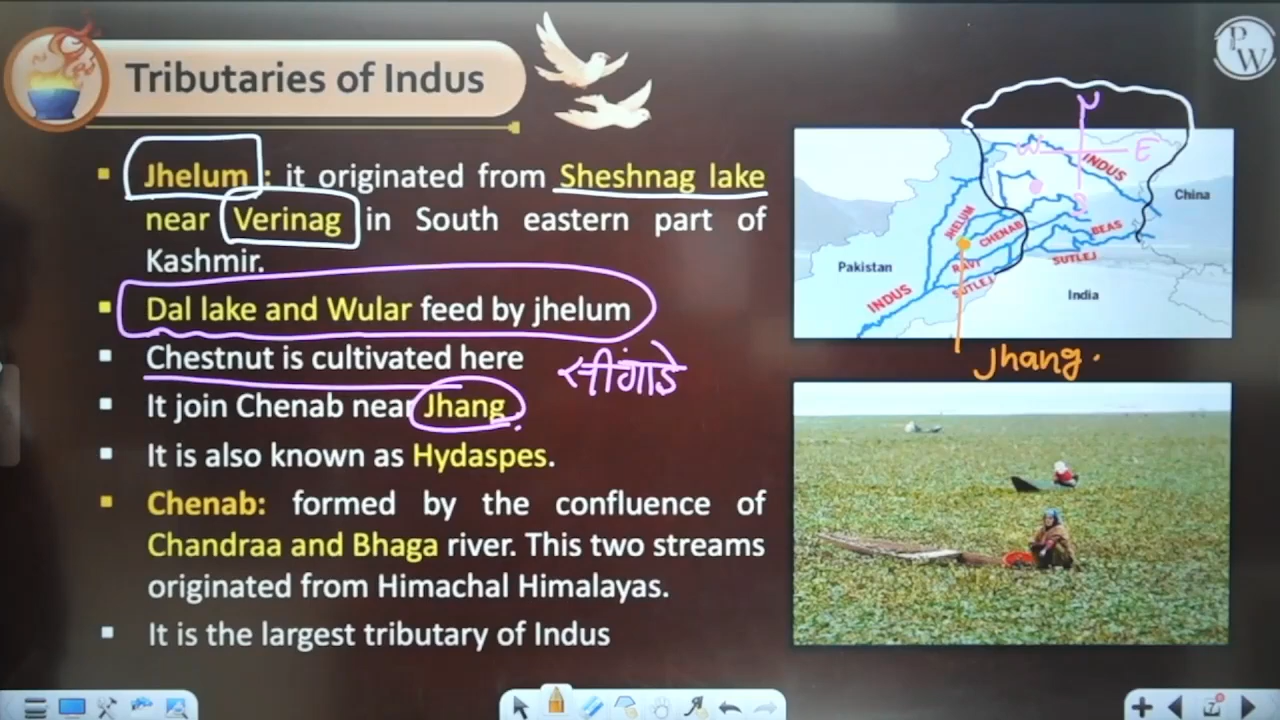 Tributaries of Indus
PW
Jhelum : it originated from Sheshnag lake
near Verinag in South eastern part of
Kashmir.
Dal lake and Wular feed by jhelum
Chestnut is cultivated here
सींगाड़े
It join Chenab near Jhang.
It is also known as Hydaspes.
Chenab: formed by the confluence of
Chandraa and Bhaga river. This two streams
originated from Himachal Himalayas.
It is the largest tributary of Indus
N
W E
S
INDUS
China
JHELUM
CHENAB
BEAS
Pakistan
RAVI
SUTLEJ
INDUS
SUTLEJ
India
Jhang.